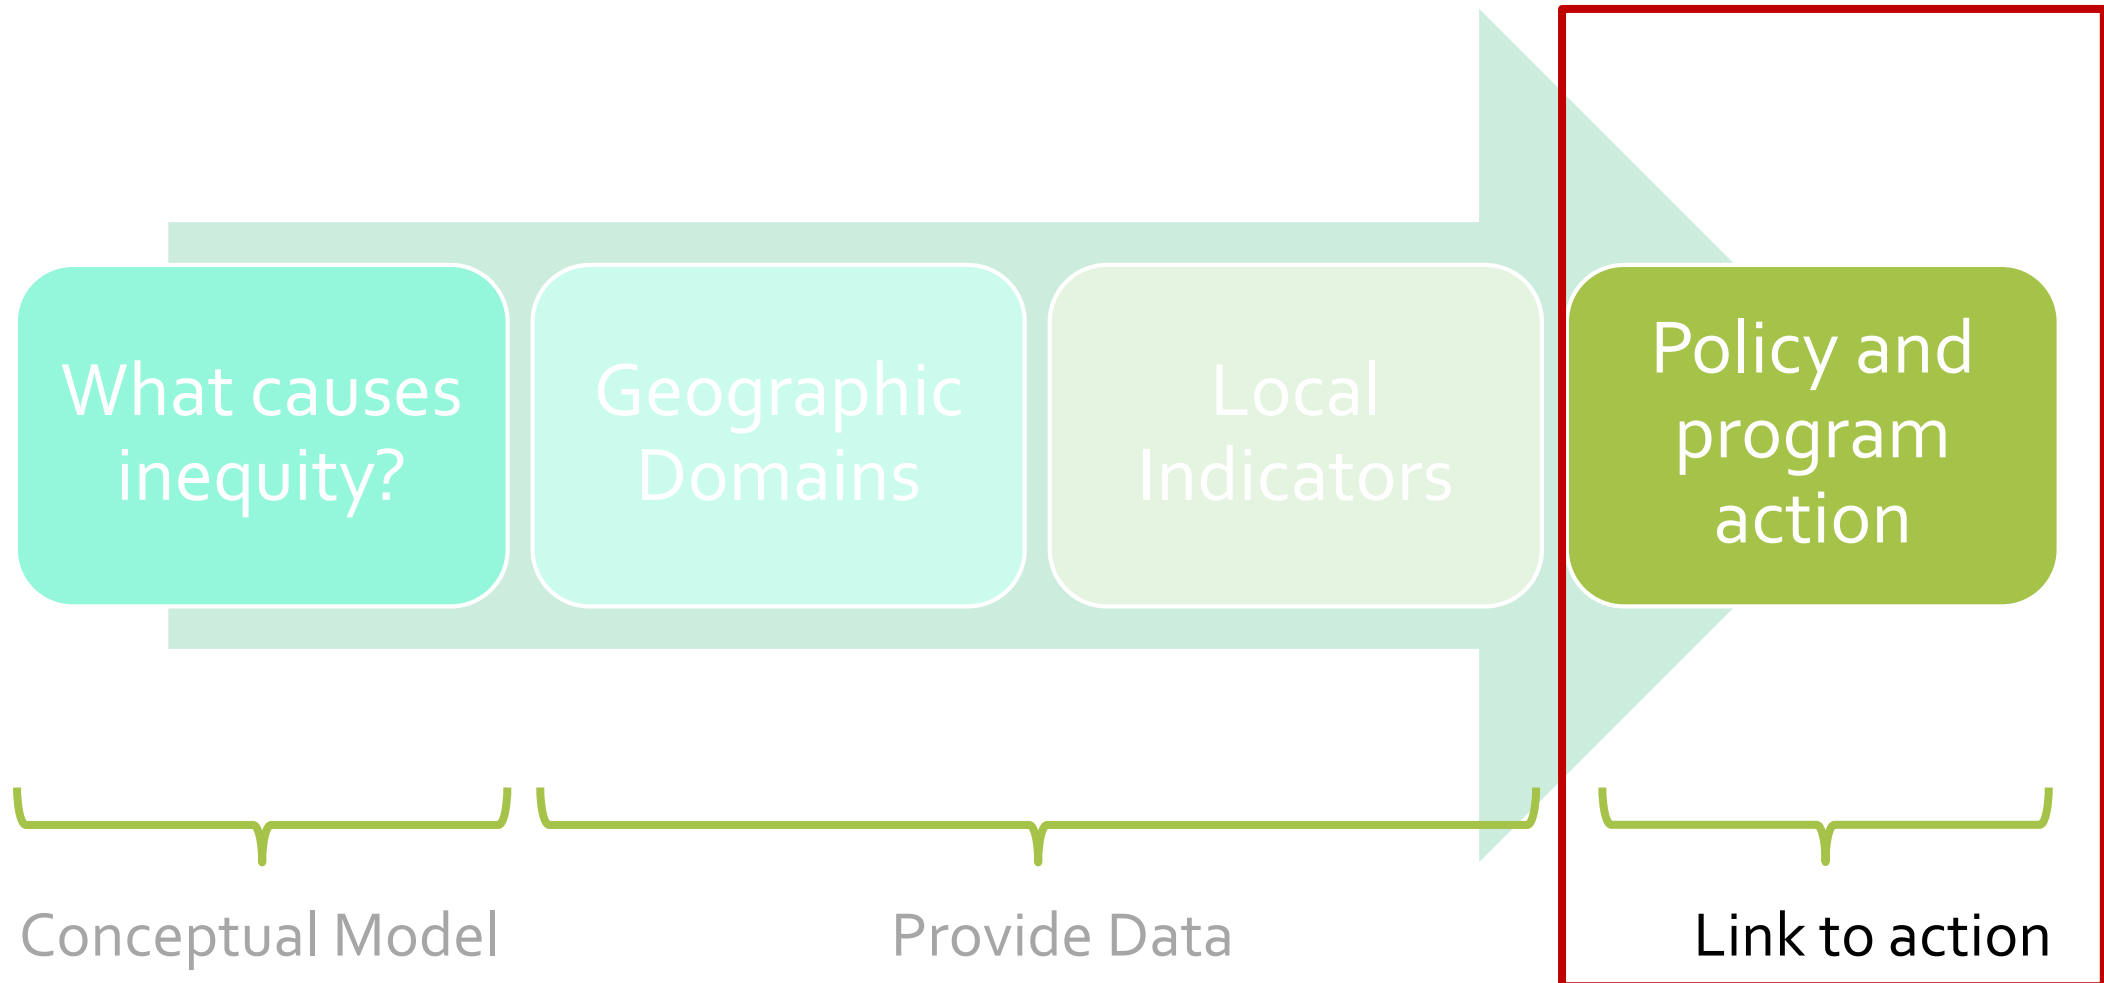 What causes
inequity?
Geographic
Domains
Local
Indicators
Policy and
program
action
Conceptual Model
Provide Data
Link to action